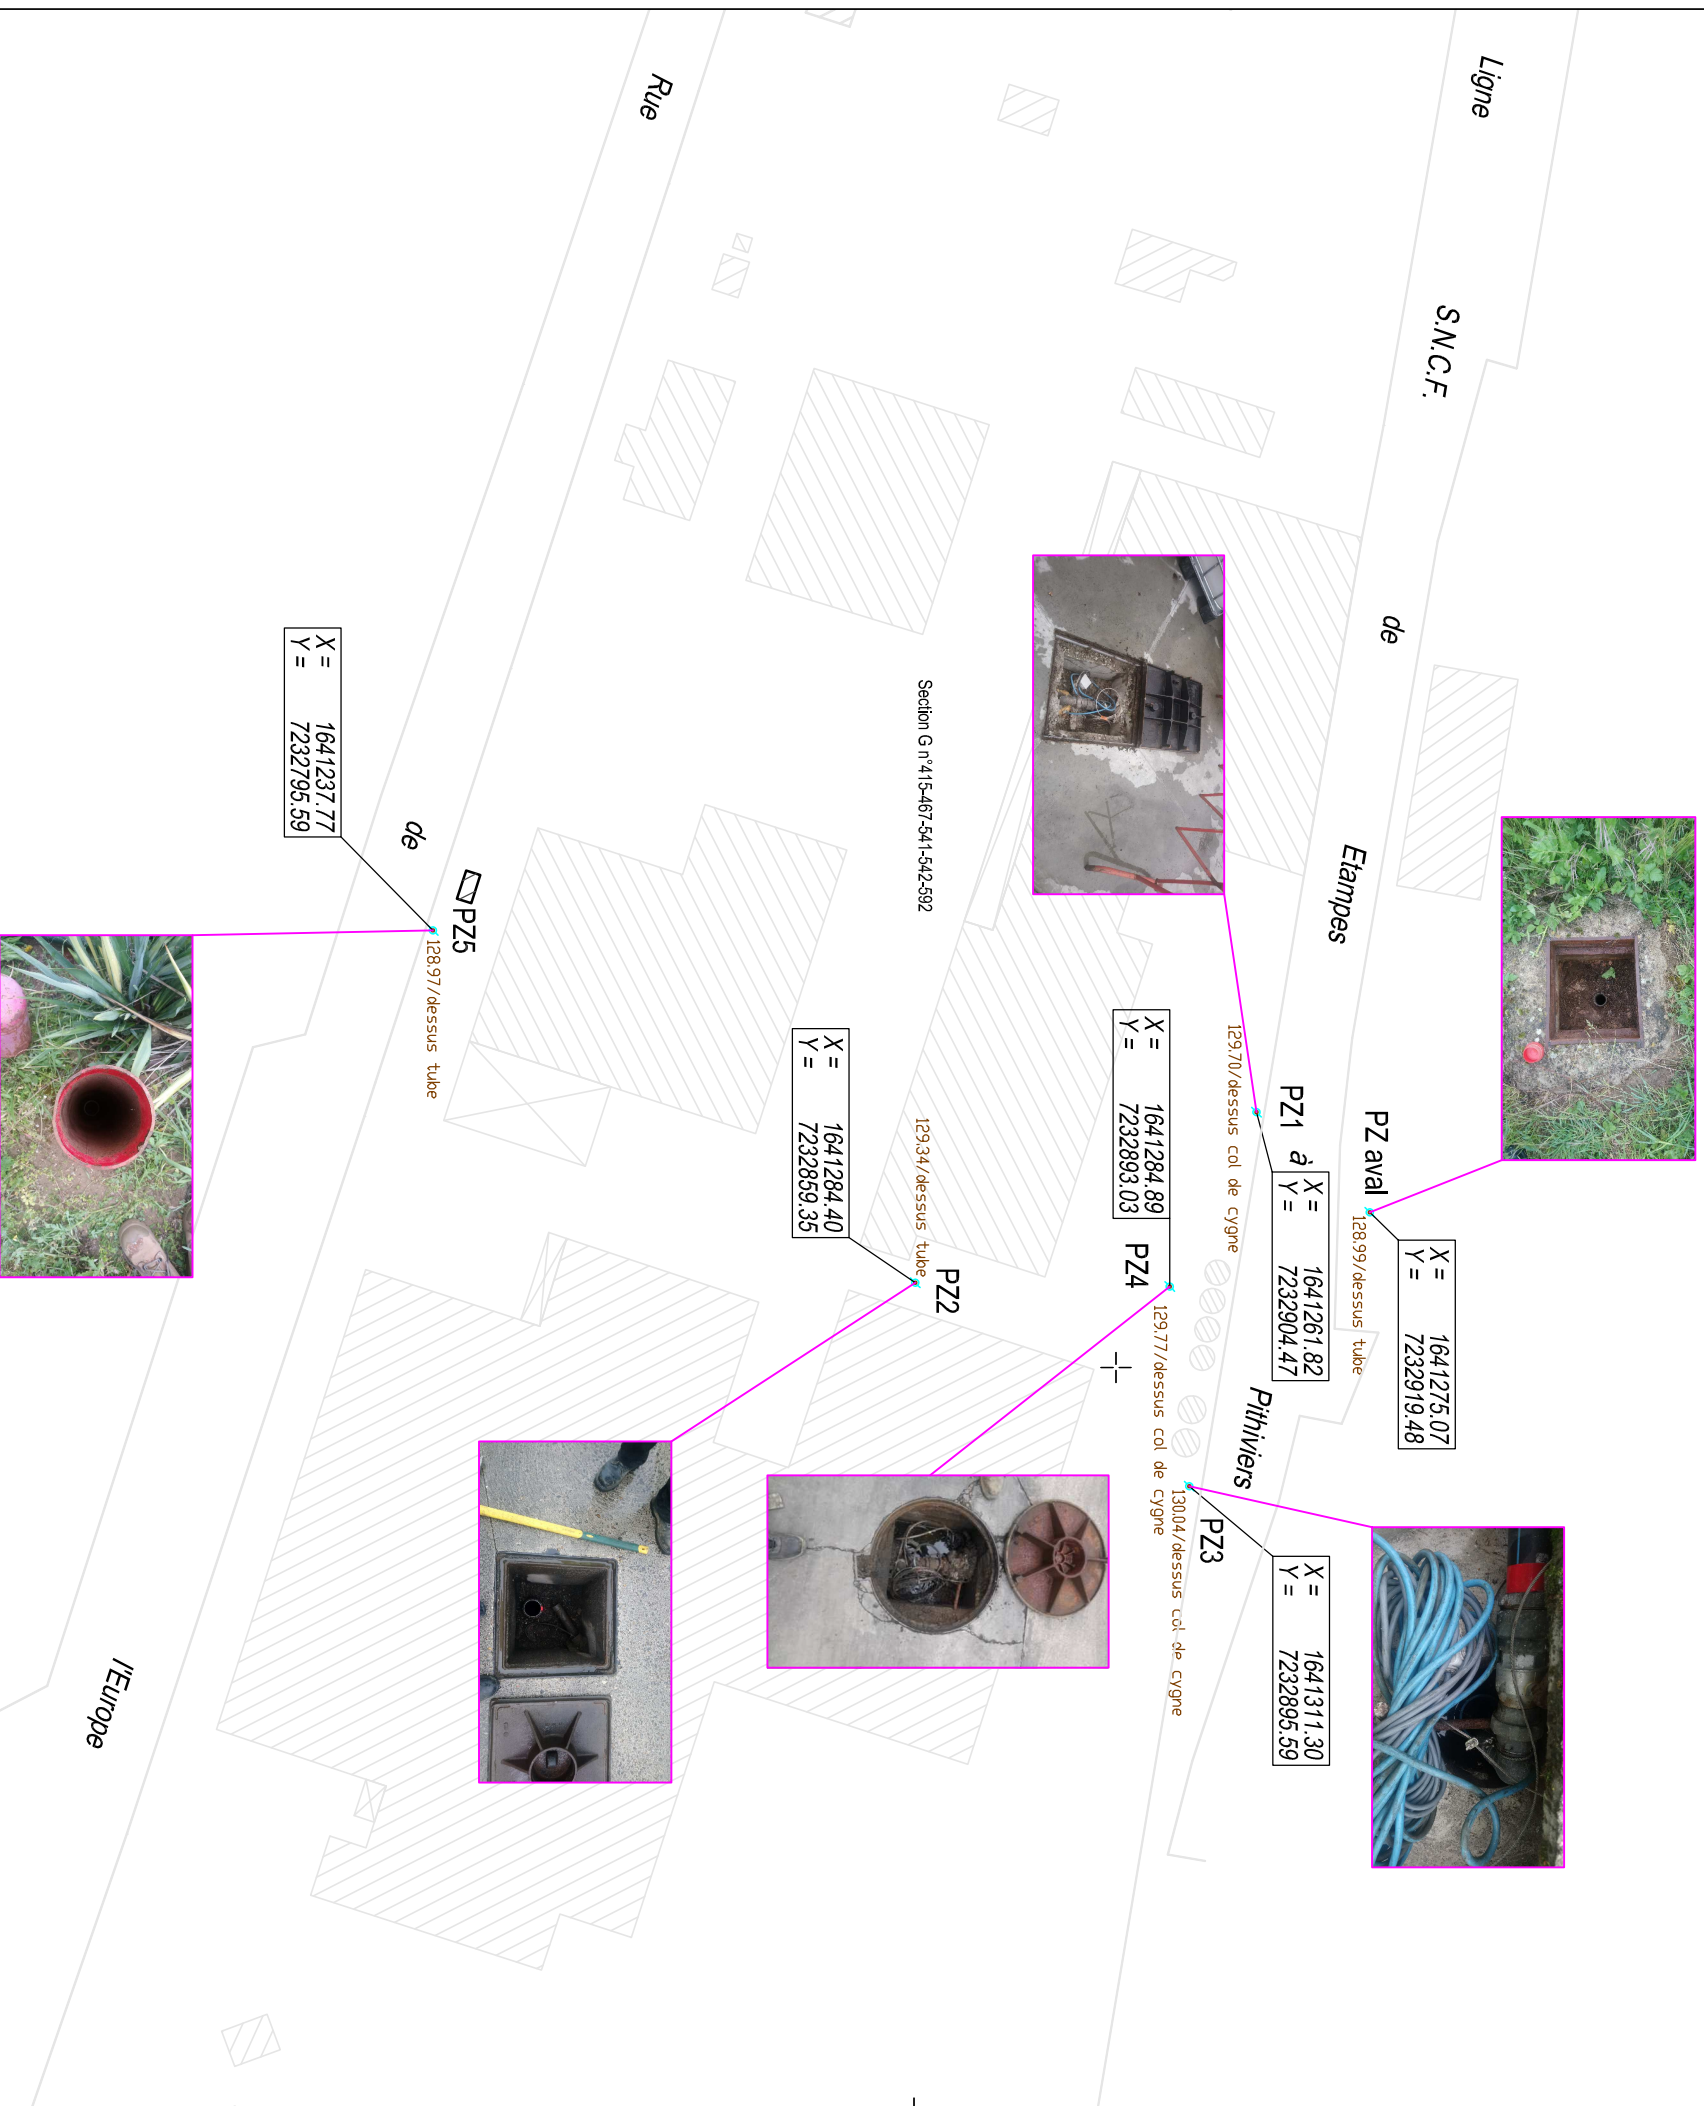 Ligne
S.N.C.F.
de
Etampes
à
Pithiviers
PZ aval
128.99/dessus tube
X = 1641275.07
Y = 7232919.48
PZ1
129.70/dessus col de cygne
X = 1641261.82
Y = 7232904.47
PZ3
130.04/dessus col de cygne
X = 1641311.30
Y = 7232895.59
PZ4
129.77/dessus col de cygne
X = 1641284.89
Y = 7232893.03
Section G n°415-467-541-542-592
PZ2
129.34/dessus tube
X = 1641284.40
Y = 7232859.35
PZ5
128.97/dessus tube
X = 1641237.77
Y = 7232795.59
Rue
de
l'Europe